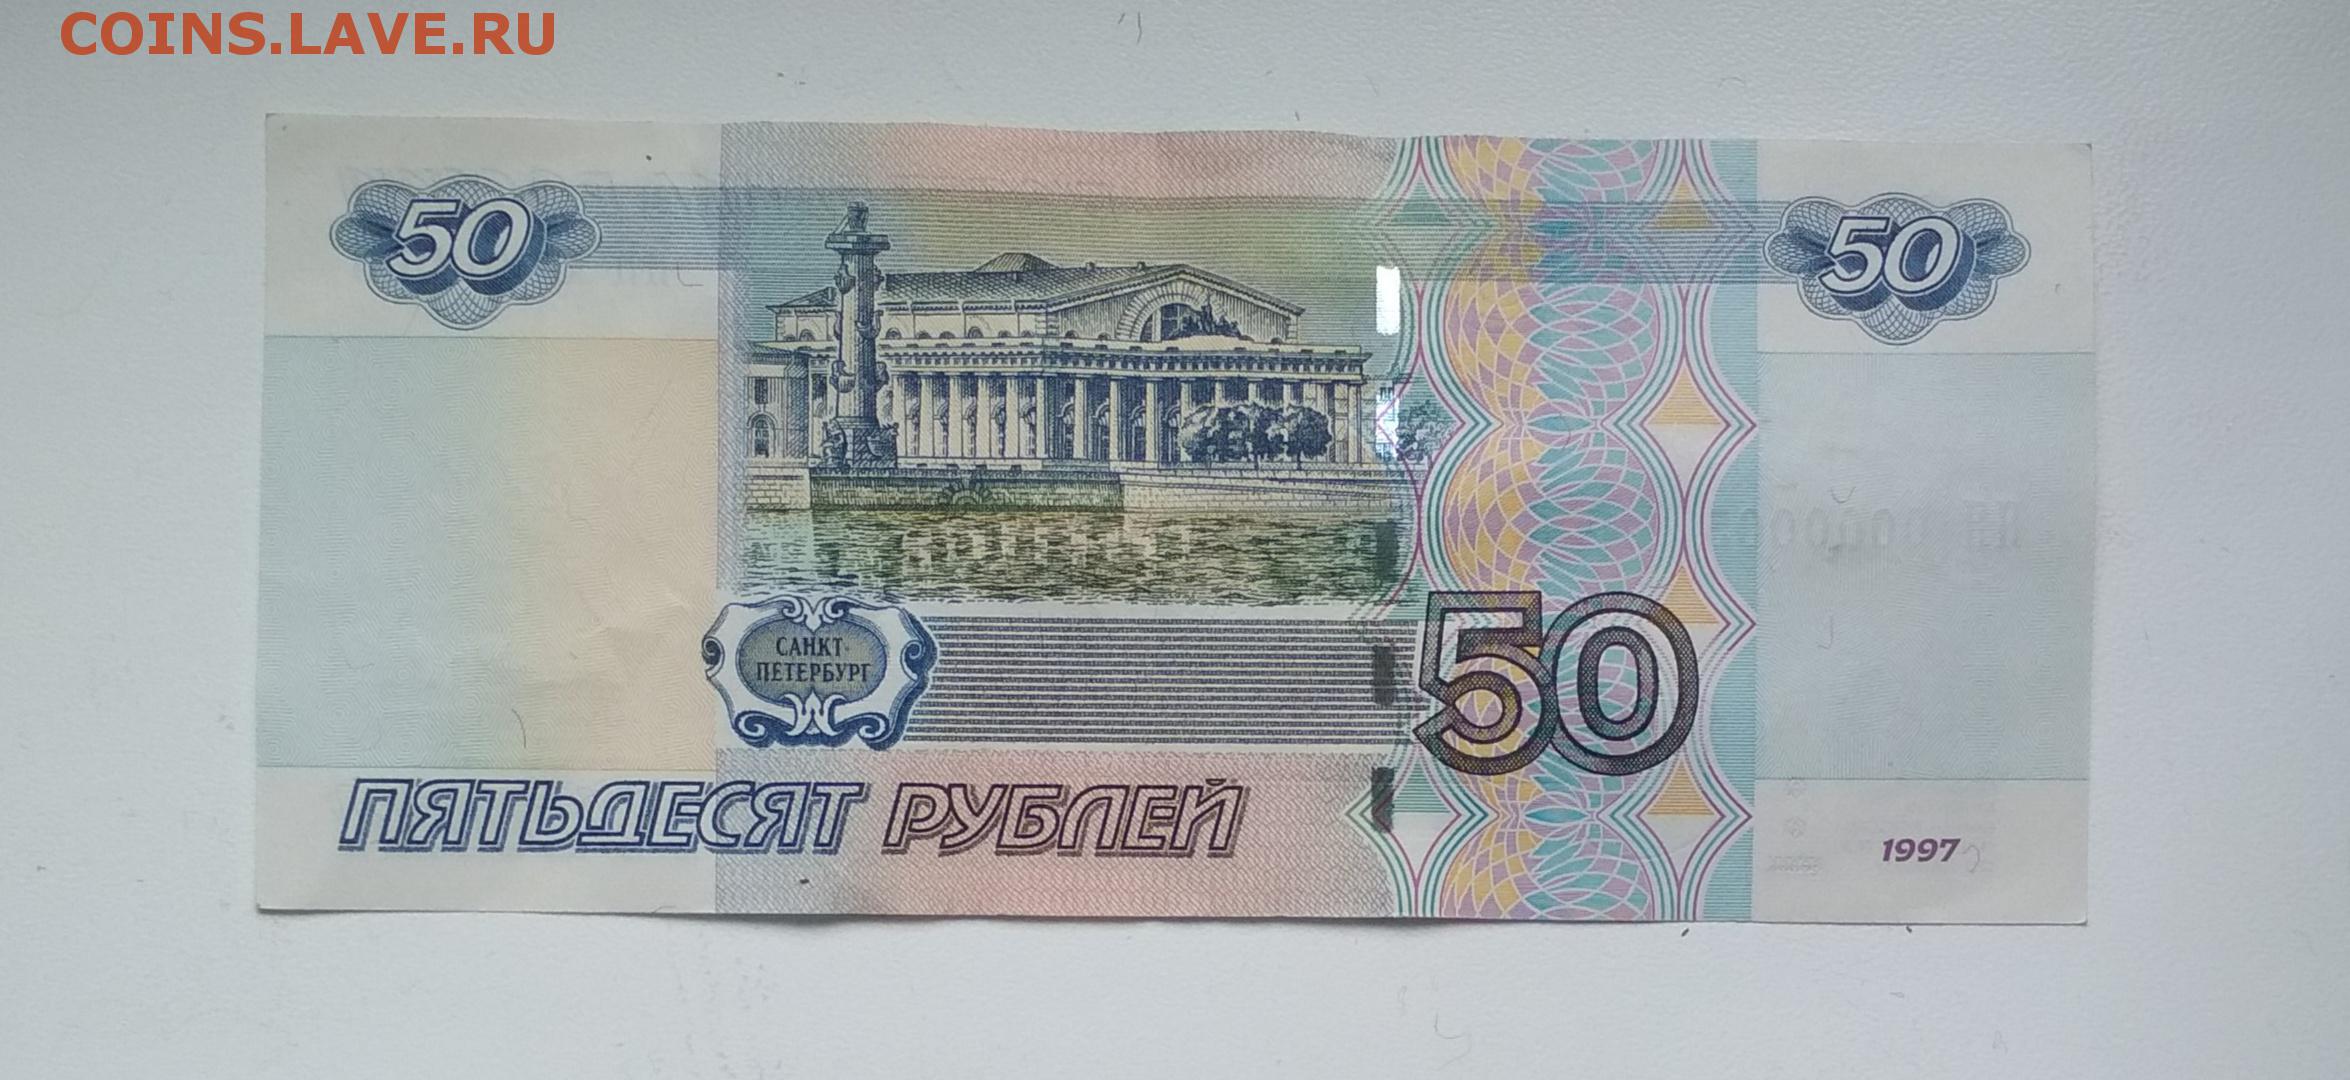 COINS.LAVE.RU
50
50
САНКТ-
ПЕТЕРБУРГ
50
ПЯТЬДЕСЯТ РУБЛЕЙ
1997